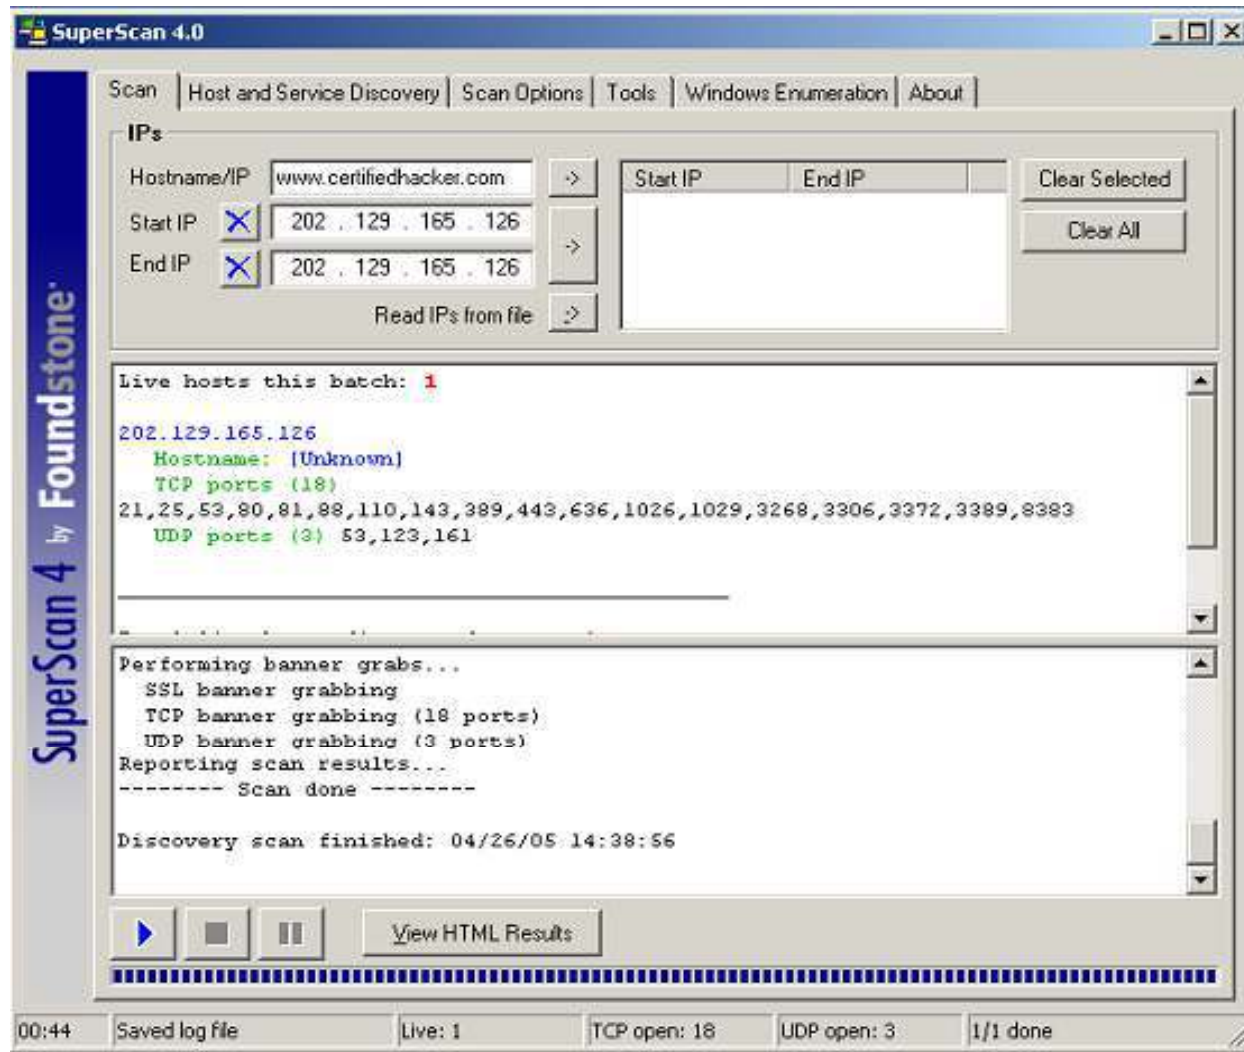 SuperScan 4.0
Scan Host and Service Discovery Scan Options Tools Windows Enumeration About
IPs
Hostname/IP www.certifiedhacker.com -> Start IP End IP Clear Selected
Start IP 202 . 129 . 165 . 126 -> Clear All
End IP 202 . 129 . 165 . 126
Read IPs from file ->
SuperScan 4 by Foundstone
Live hosts this batch: 1
202.129.165.126
Hostname: [Unknown]
TCP ports (18)
21,25,53,80,81,88,110,143,389,443,636,1026,1029,3268,3306,3372,3389,8383
UDP ports (3) 53,123,161
Performing banner grabs...
SSL banner grabbing
TCP banner grabbing (18 ports)
UDP banner grabbing (3 ports)
Reporting scan results...
-------- Scan done --------
Discovery scan finished: 04/26/05 14:38:56
View HTML Results
00:44 Saved log file Live: 1 TCP open: 18 UDP open: 3 1/1 done